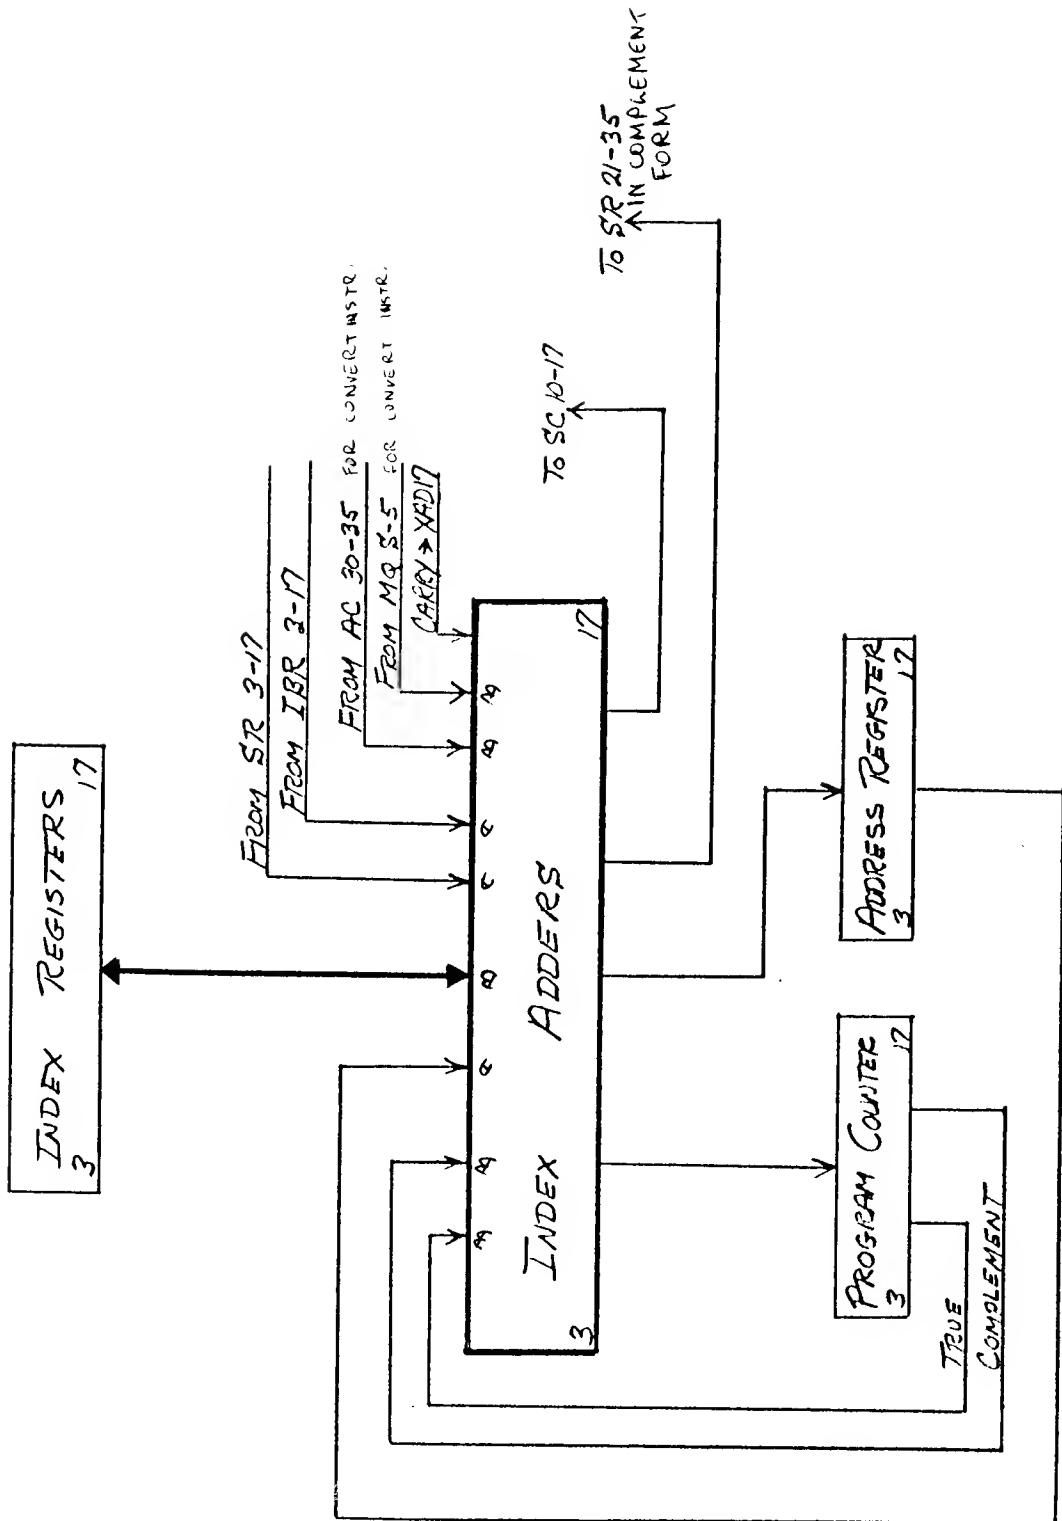 INDEX REGISTERS
3 17
FROM SR 3-17
FROM IBR 3-17
FROM AC 30-35 FOR CONVERT INSTR.
FROM MQ S-5 FOR CONVERT INSTR.
CARRY → XAD17
INDEX ADDERS
3 17
To SC 10-17
To SR 21-35
IN COMPLEMENT
FORM
PROGRAM COUNTER
3 17
ADDRESS REGISTER
3 17
TRUE
COMPLEMENT